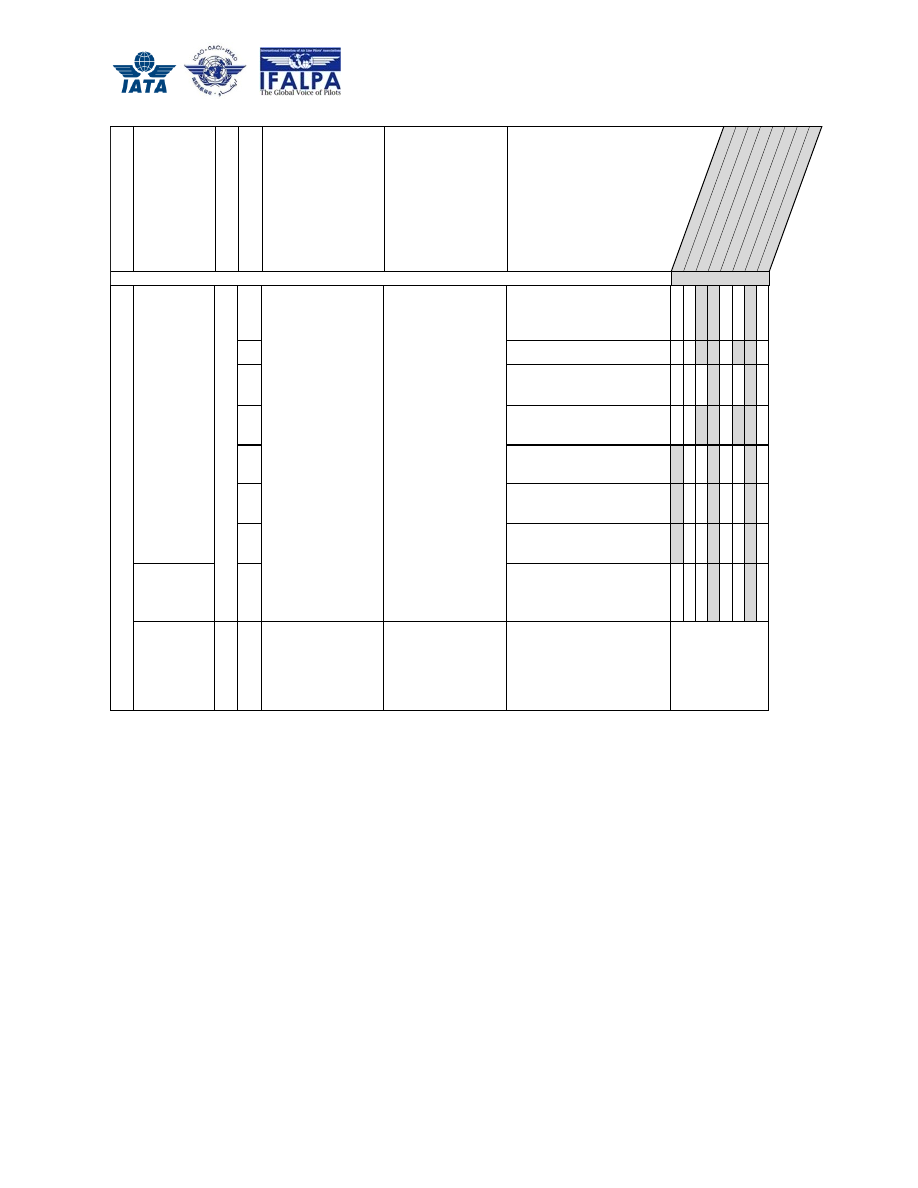 IATA
ICAO · OACI · ИКАО
International Federation of Air Line Pilots' Associations
IFALPA
The Global Voice of Pilots